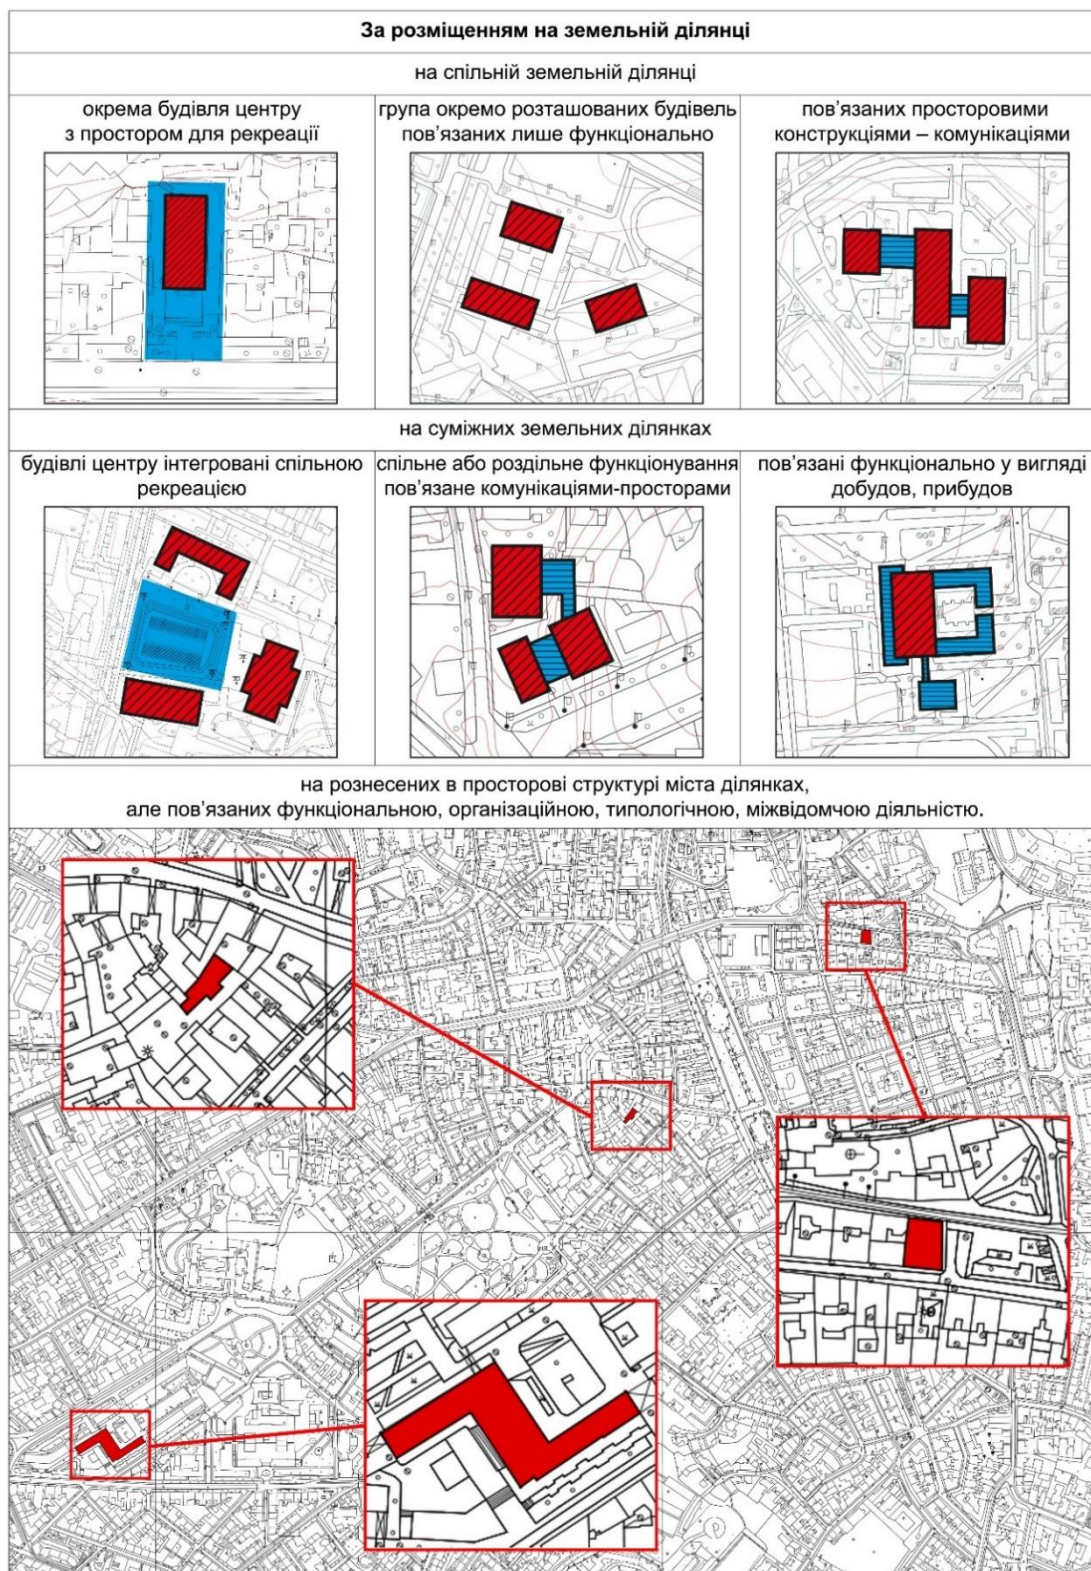 За розміщенням на земельній ділянці
на спільній земельній ділянці
окрема будівля центру
з простором для рекреації
група окремо розташованих будівель
пов’язаних лише функціонально
пов’язаних просторовими
конструкціями – комунікаціями
на суміжних земельних ділянках
будівлі центру інтегровані спільною
рекреацією
спільне або роздільне функціонування
пов’язане комунікаціями-просторами
пов’язані функціонально у вигляді
добудов, прибудов
на рознесених в просторові структурі міста ділянках,
але пов’язаних функціональною, організаційною, типологічною, міжвідомчою діяльністю.